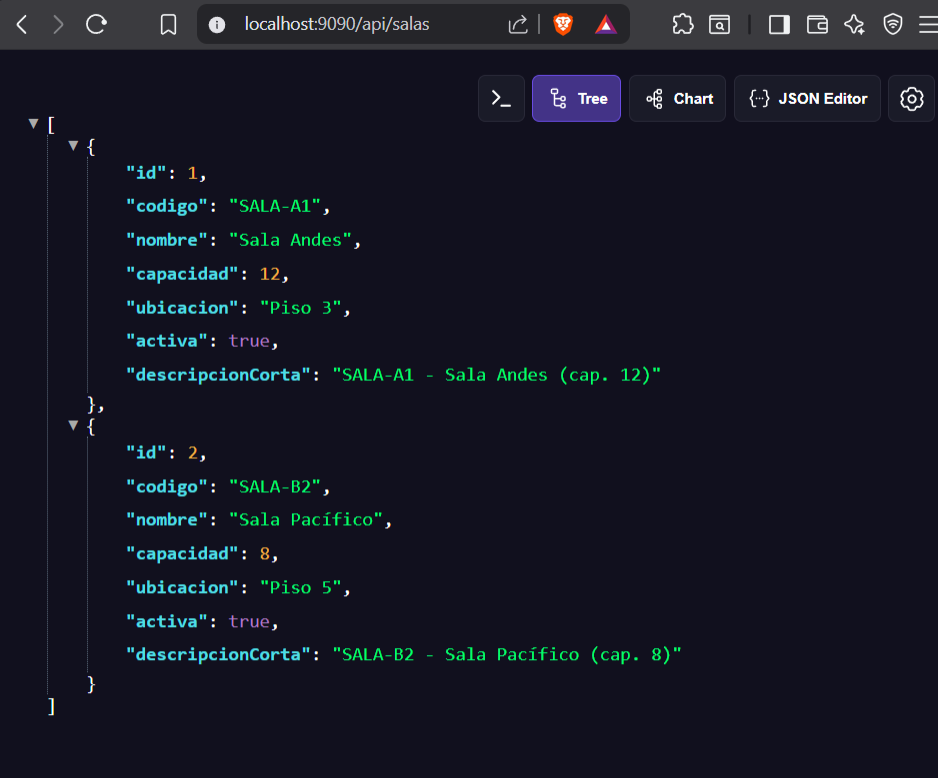 localhost:9090/api/salas
Tree
Chart
JSON Editor
[
{
"id": 1,
"codigo": "SALA-A1",
"nombre": "Sala Andes",
"capacidad": 12,
"ubicacion": "Piso 3",
"activa": true,
"descripcionCorta": "SALA-A1 - Sala Andes (cap. 12)"
},
{
"id": 2,
"codigo": "SALA-B2",
"nombre": "Sala Pacífico",
"capacidad": 8,
"ubicacion": "Piso 5",
"activa": true,
"descripcionCorta": "SALA-B2 - Sala Pacífico (cap. 8)"
}
]